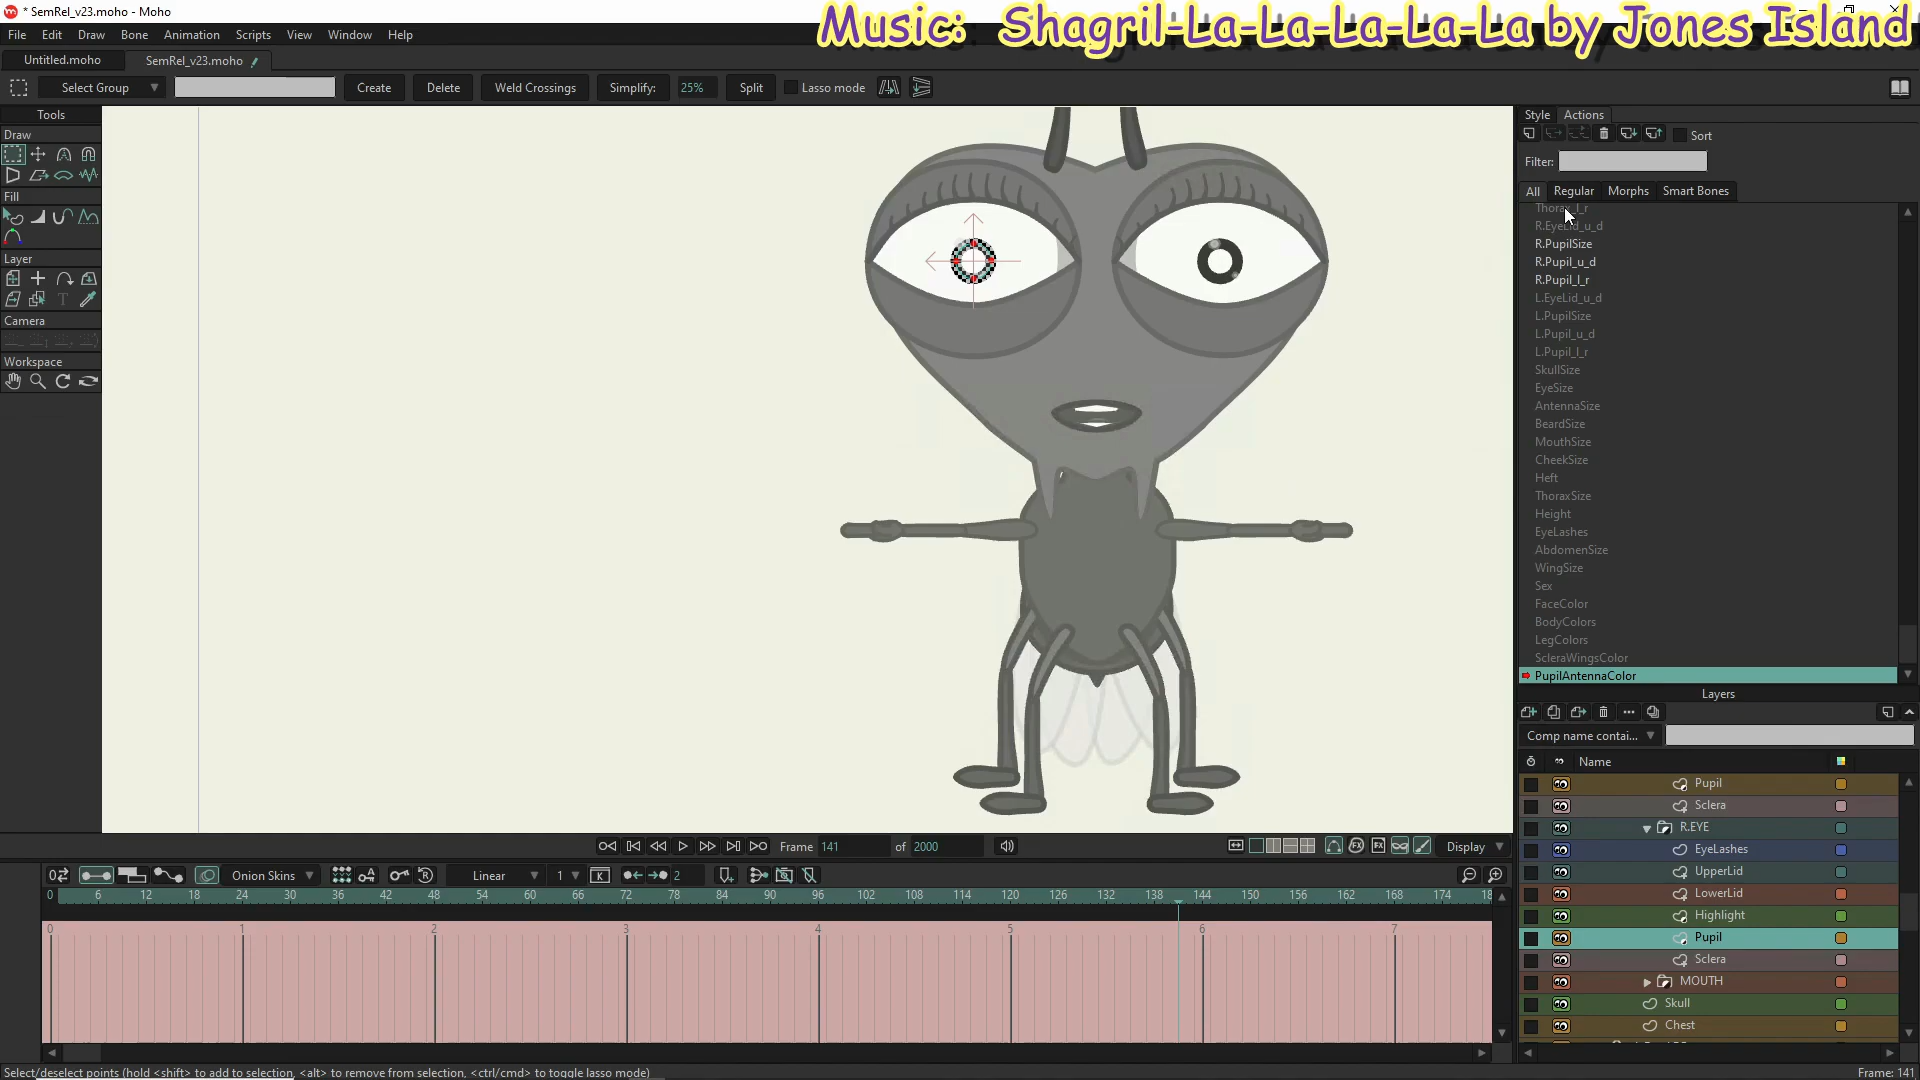 * SemRel_v23.moho - Moho
Music:  Shagril-La-La-La-La-La by Jones Island
File Edit Draw Bone Animation Scripts View Window Help
Untitled.moho SemRel_v23.moho
Select Group Create Delete Weld Crossings Simplify: 25% Split Lasso mode
Tools
Draw
Fill
Layer
Camera
Workspace
Style Actions
Sort
Filter:
All Regular Morphs Smart Bones
Thorax_l_r
R.EyeLid_u_d
R.PupilSize
R.Pupil_u_d
R.Pupil_l_r
L.EyeLid_u_d
L.PupilSize
L.Pupil_u_d
L.Pupil_l_r
SkullSize
EyeSize
AntennaSize
BeardSize
MouthSize
CheekSize
Heft
ThoraxSize
Height
EyeLashes
AbdomenSize
WingSize
Sex
FaceColor
BodyColors
LegColors
ScleraWingsColor
PupilAntennaColor
Layers
Comp name contai...
Name
Pupil
Sclera
R.EYE
EyeLashes
UpperLid
LowerLid
Highlight
Pupil
Sclera
MOUTH
Skull
Chest
Frame 141 of 2000 Display
Onion Skins Linear 1 2
0 6 12 18 24 30 36 42 48 54 60 66 72 78 84 90 96 102 108 114 120 126 132 138 144 150 156 162 168 174 18
0 1 2 3 4 5 6 7
Select/deselect points (hold <shift> to add to selection, <alt> to remove from selection, <ctrl/cmd> to toggle lasso mode)
Frame: 141